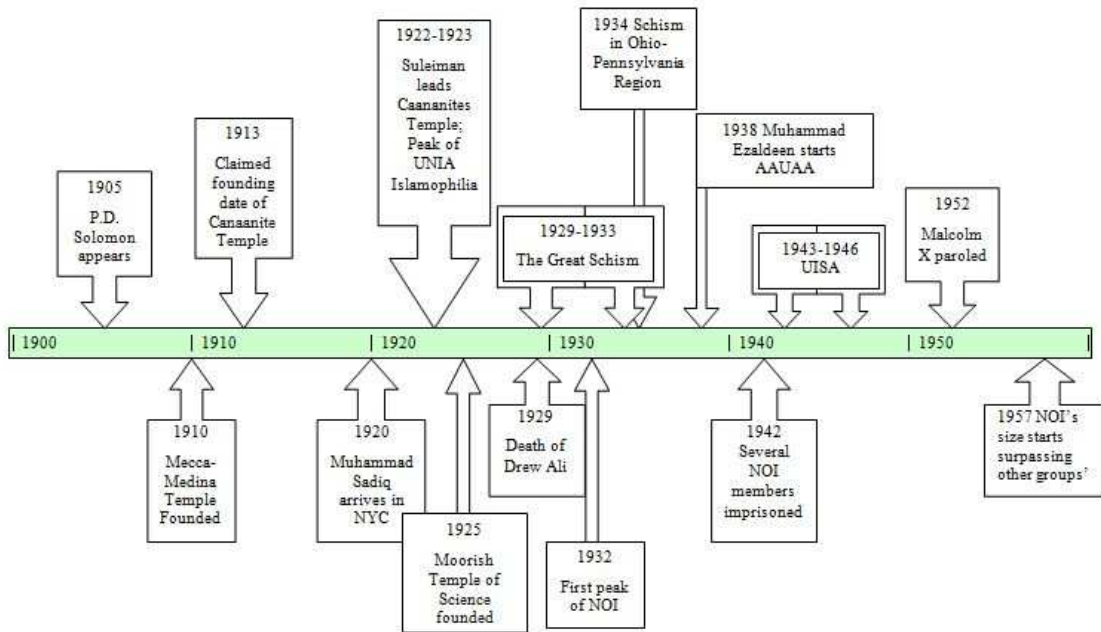 1905
P.D.
Solomon
appears
1913
Claimed
founding
date of
Canaanite
Temple
1922-1923
Suleiman
leads
Caananites
Temple;
Peak of
UNIA
Islamophilia
1929-1933
The Great Schism
1934 Schism
in Ohio-
Pennsylvania
Region
1938 Muhammad
Ezaldeen starts
AAUAA
1943-1946
UISA
1952
Malcolm
X paroled
| 1900 | 1910 | 1920 | 1930 | 1940 | 1950 |
1910
Mecca-
Medina
Temple
Founded
1920
Muhammad
Sadiq
arrives in
NYC
1925
Moorish
Temple of
Science
founded
1929
Death of
Drew Ali
1932
First peak
of NOI
1942
Several
NOI
members
imprisoned
1957 NOI’s
size starts
surpassing
other groups’